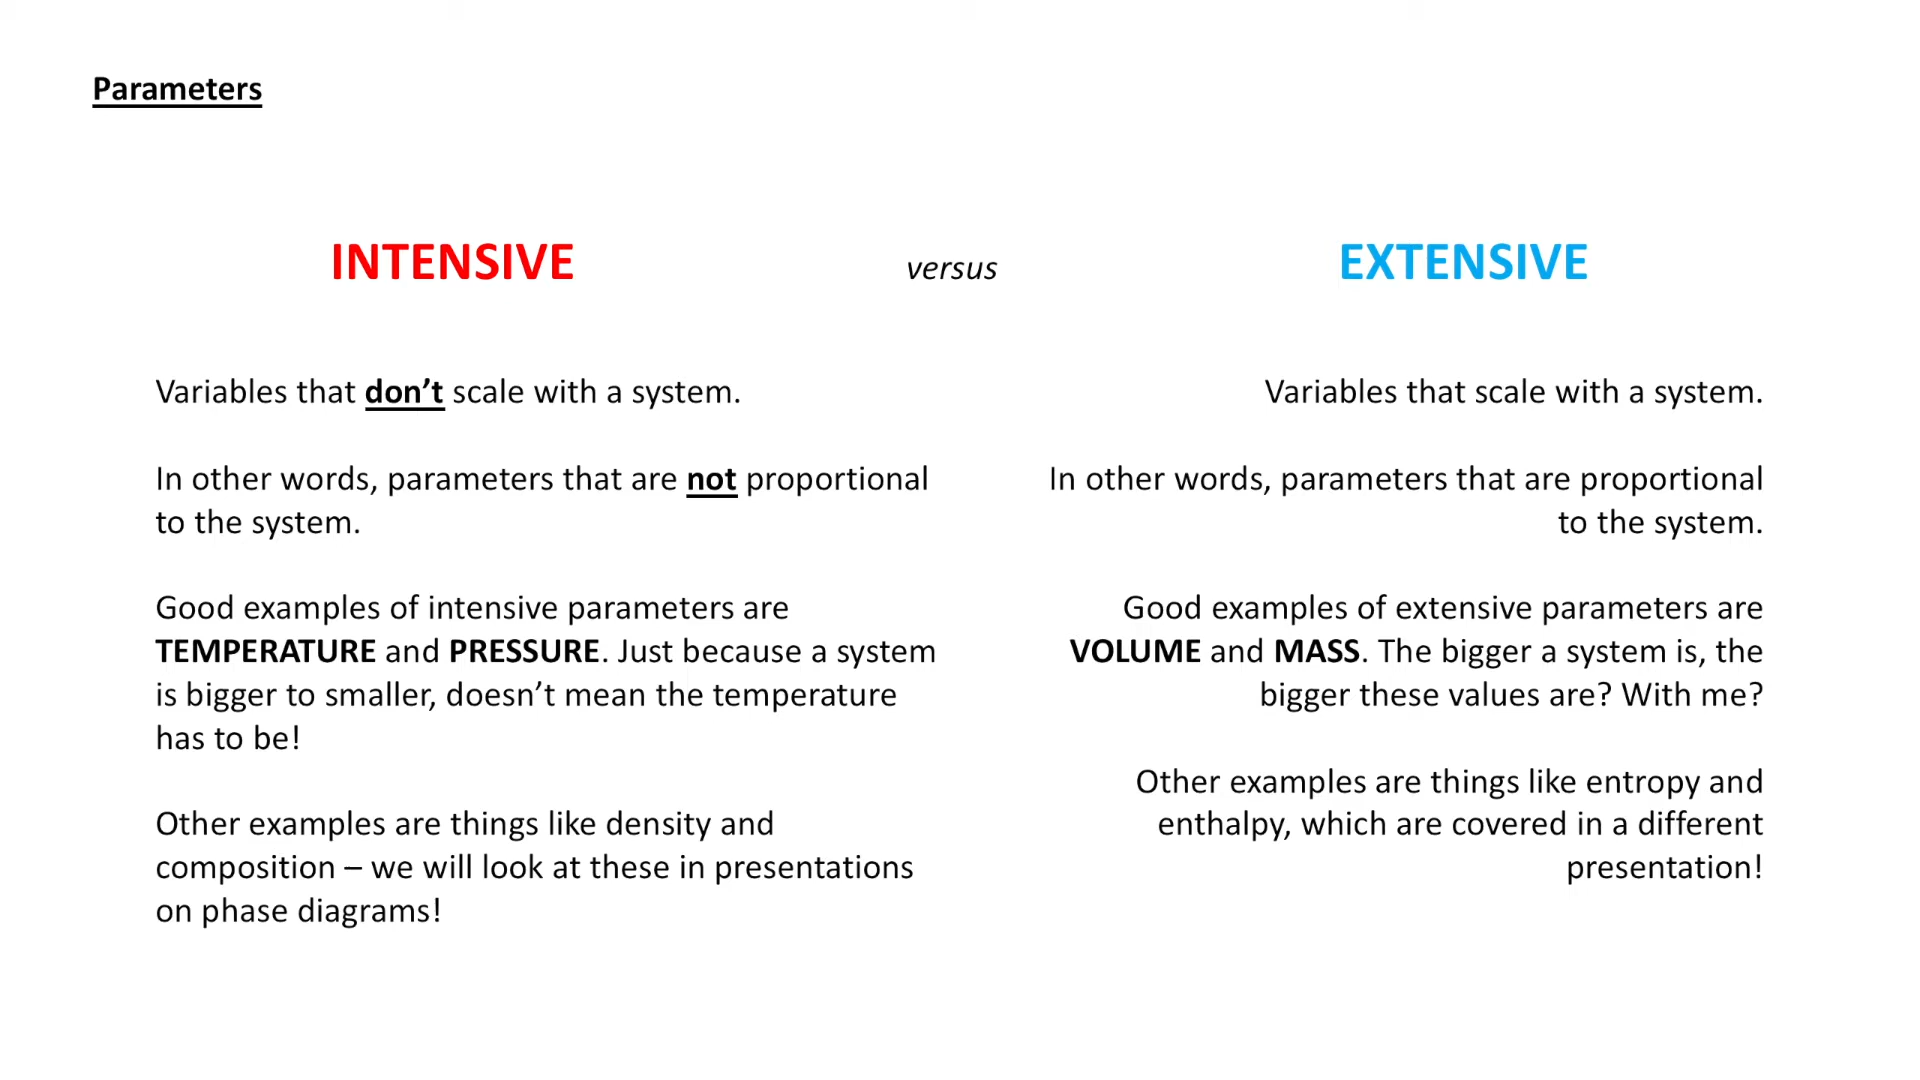 Parameters
INTENSIVE
versus
EXTENSIVE
Variables that don’t scale with a system.
In other words, parameters that are not proportional
to the system.
Good examples of intensive parameters are
TEMPERATURE and PRESSURE. Just because a system
is bigger to smaller, doesn’t mean the temperature
has to be!
Other examples are things like density and
composition – we will look at these in presentations
on phase diagrams!
Variables that scale with a system.
In other words, parameters that are proportional
to the system.
Good examples of extensive parameters are
VOLUME and MASS. The bigger a system is, the
bigger these values are? With me?
Other examples are things like entropy and
enthalpy, which are covered in a different
presentation!